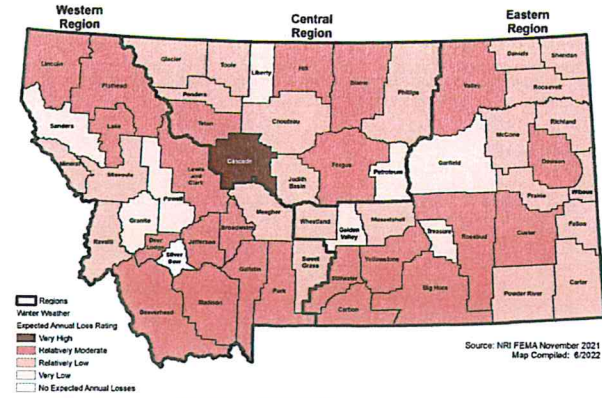 Western
Region
Central
Region
Eastern
Region
Lincoln
Flathead
Glacier
Toole
Liberty
Hill
Blaine
Phillips
Valley
Daniels
Sheridan
Roosevelt
Pondera
Teton
Chouteau
Sanders
Lake
Mineral
Missoula
Lewis
and
Clark
Cascade
Judith
Basin
Fergus
Petroleum
Garfield
McCone
Richland
Dawson
Prairie
Wibaux
Powell
Granite
Ravalli
Deer
Lodge
Silver
Bow
Jefferson
Broadwater
Meagher
Wheatland
Golden
Valley
Musselshell
Treasure
Rosebud
Custer
Fallon
Beaverhead
Madison
Gallatin
Park
Sweet
Grass
Stillwater
Yellowstone
Carbon
Big Horn
Powder River
Carter
Regions
Winter Weather
Expected Annual Loss Rating
Very High
Relatively Moderate
Relatively Low
Very Low
No Expected Annual Losses
Source: NRI FEMA November 2021
Map Compiled: 6/2022